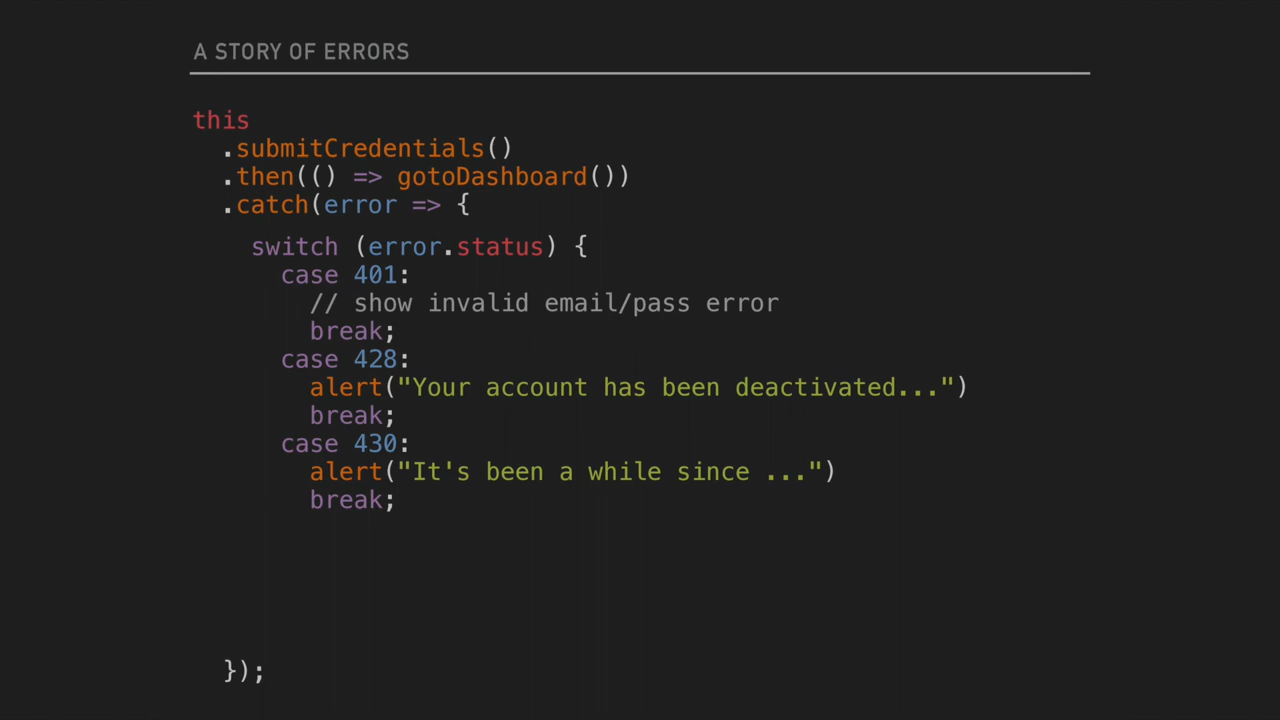 A STORY OF ERRORS
this
.submitCredentials()
.then(() => gotoDashboard())
.catch(error => {
switch (error.status) {
case 401:
// show invalid email/pass error
break;
case 428:
alert("Your account has been deactivated...")
break;
case 430:
alert("It's been a while since ...")
break;
});